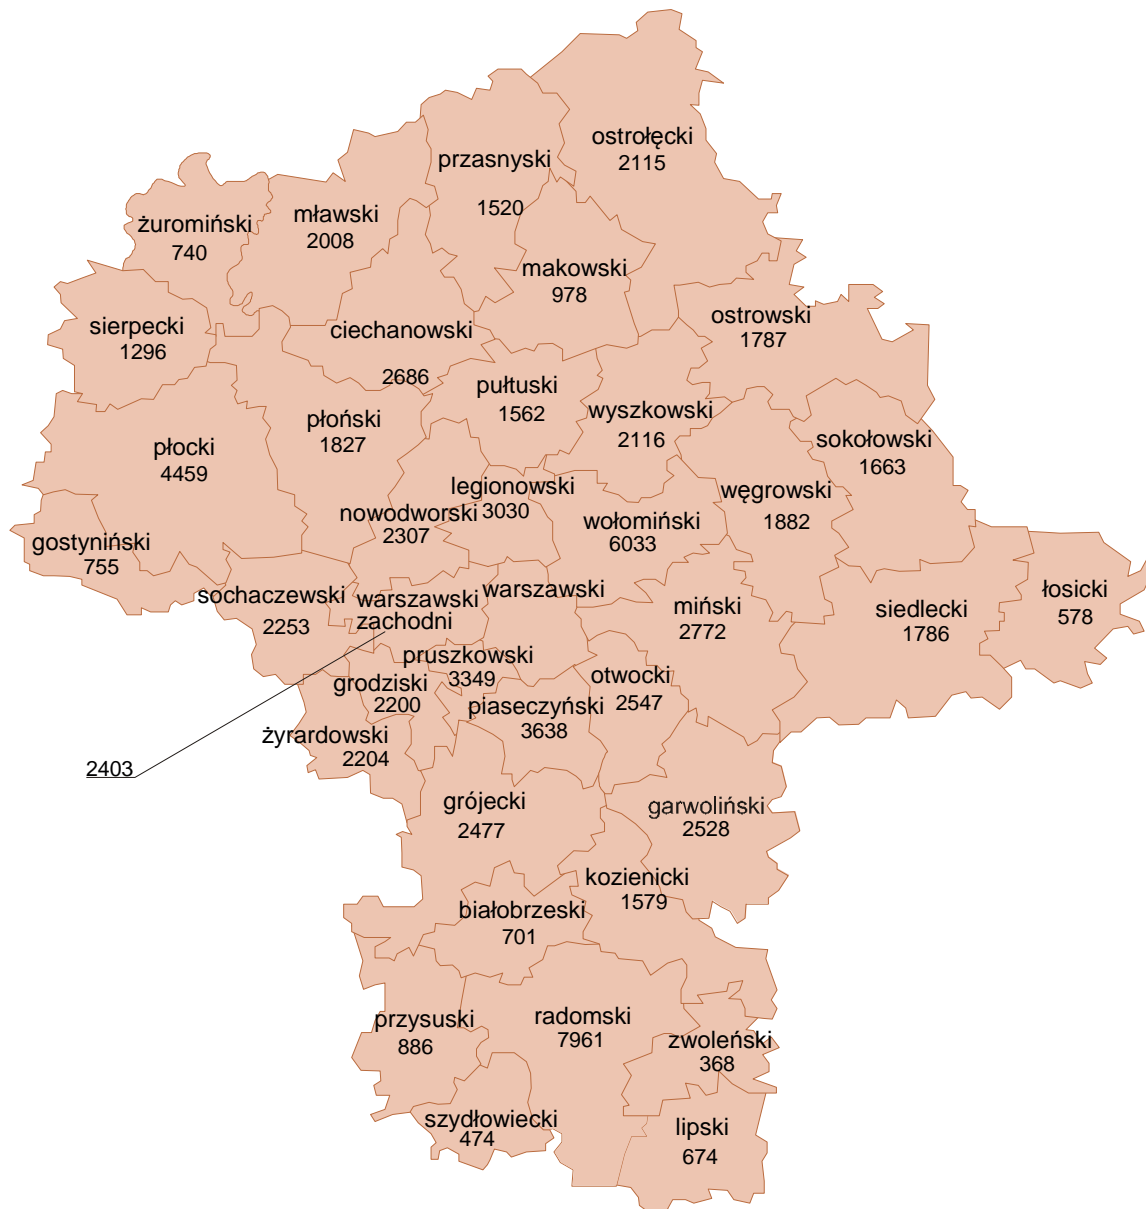 ostrołęcki
2115
przasnyski
1520
żuromiński
740
mławski
2008
makowski
978
sierpecki
1296
ciechanowski
2686
ostrowski
1787
pułtuski
1562
wyszkowski
2116
płoński
1827
płocki
4459
sokołowski
1663
legionowski
3030
węgrowski
1882
nowodworski
2307
wołomiński
6033
gostyniński
755
sochaczewski
2253
warszawski
zachodni
2403
warszawski
miński
2772
siedlecki
1786
łosicki
578
pruszkowski
3349
grodziski
2200
otwocki
2547
piaseczyński
3638
żyrardowski
2204
grójecki
2477
garwoliński
2528
kozienicki
1579
białobrzeski
701
przysuski
886
radomski
7961
zwoleński
368
szydłowiecki
474
lipski
674